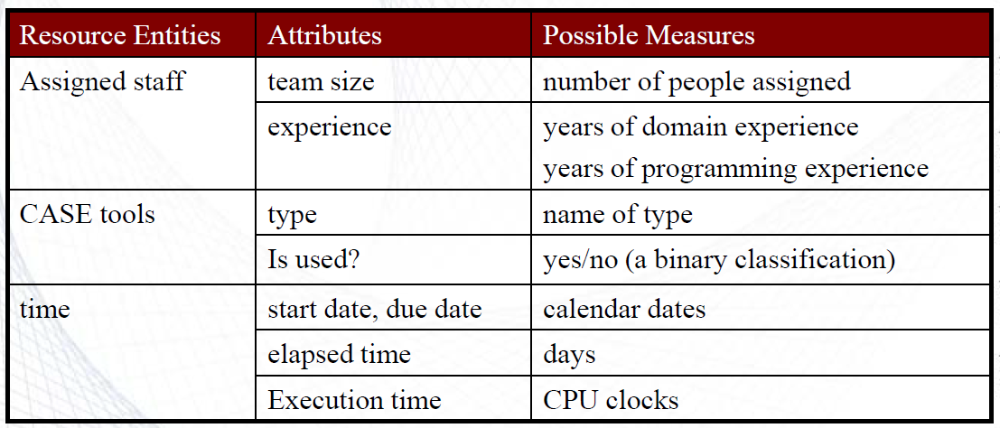 Resource Entities Attributes Possible Measures
Assigned staff team size number of people assigned
experience years of domain experience
years of programming experience
CASE tools type name of type
Is used? yes/no (a binary classification)
time start date, due date calendar dates
elapsed time days
Execution time CPU clocks